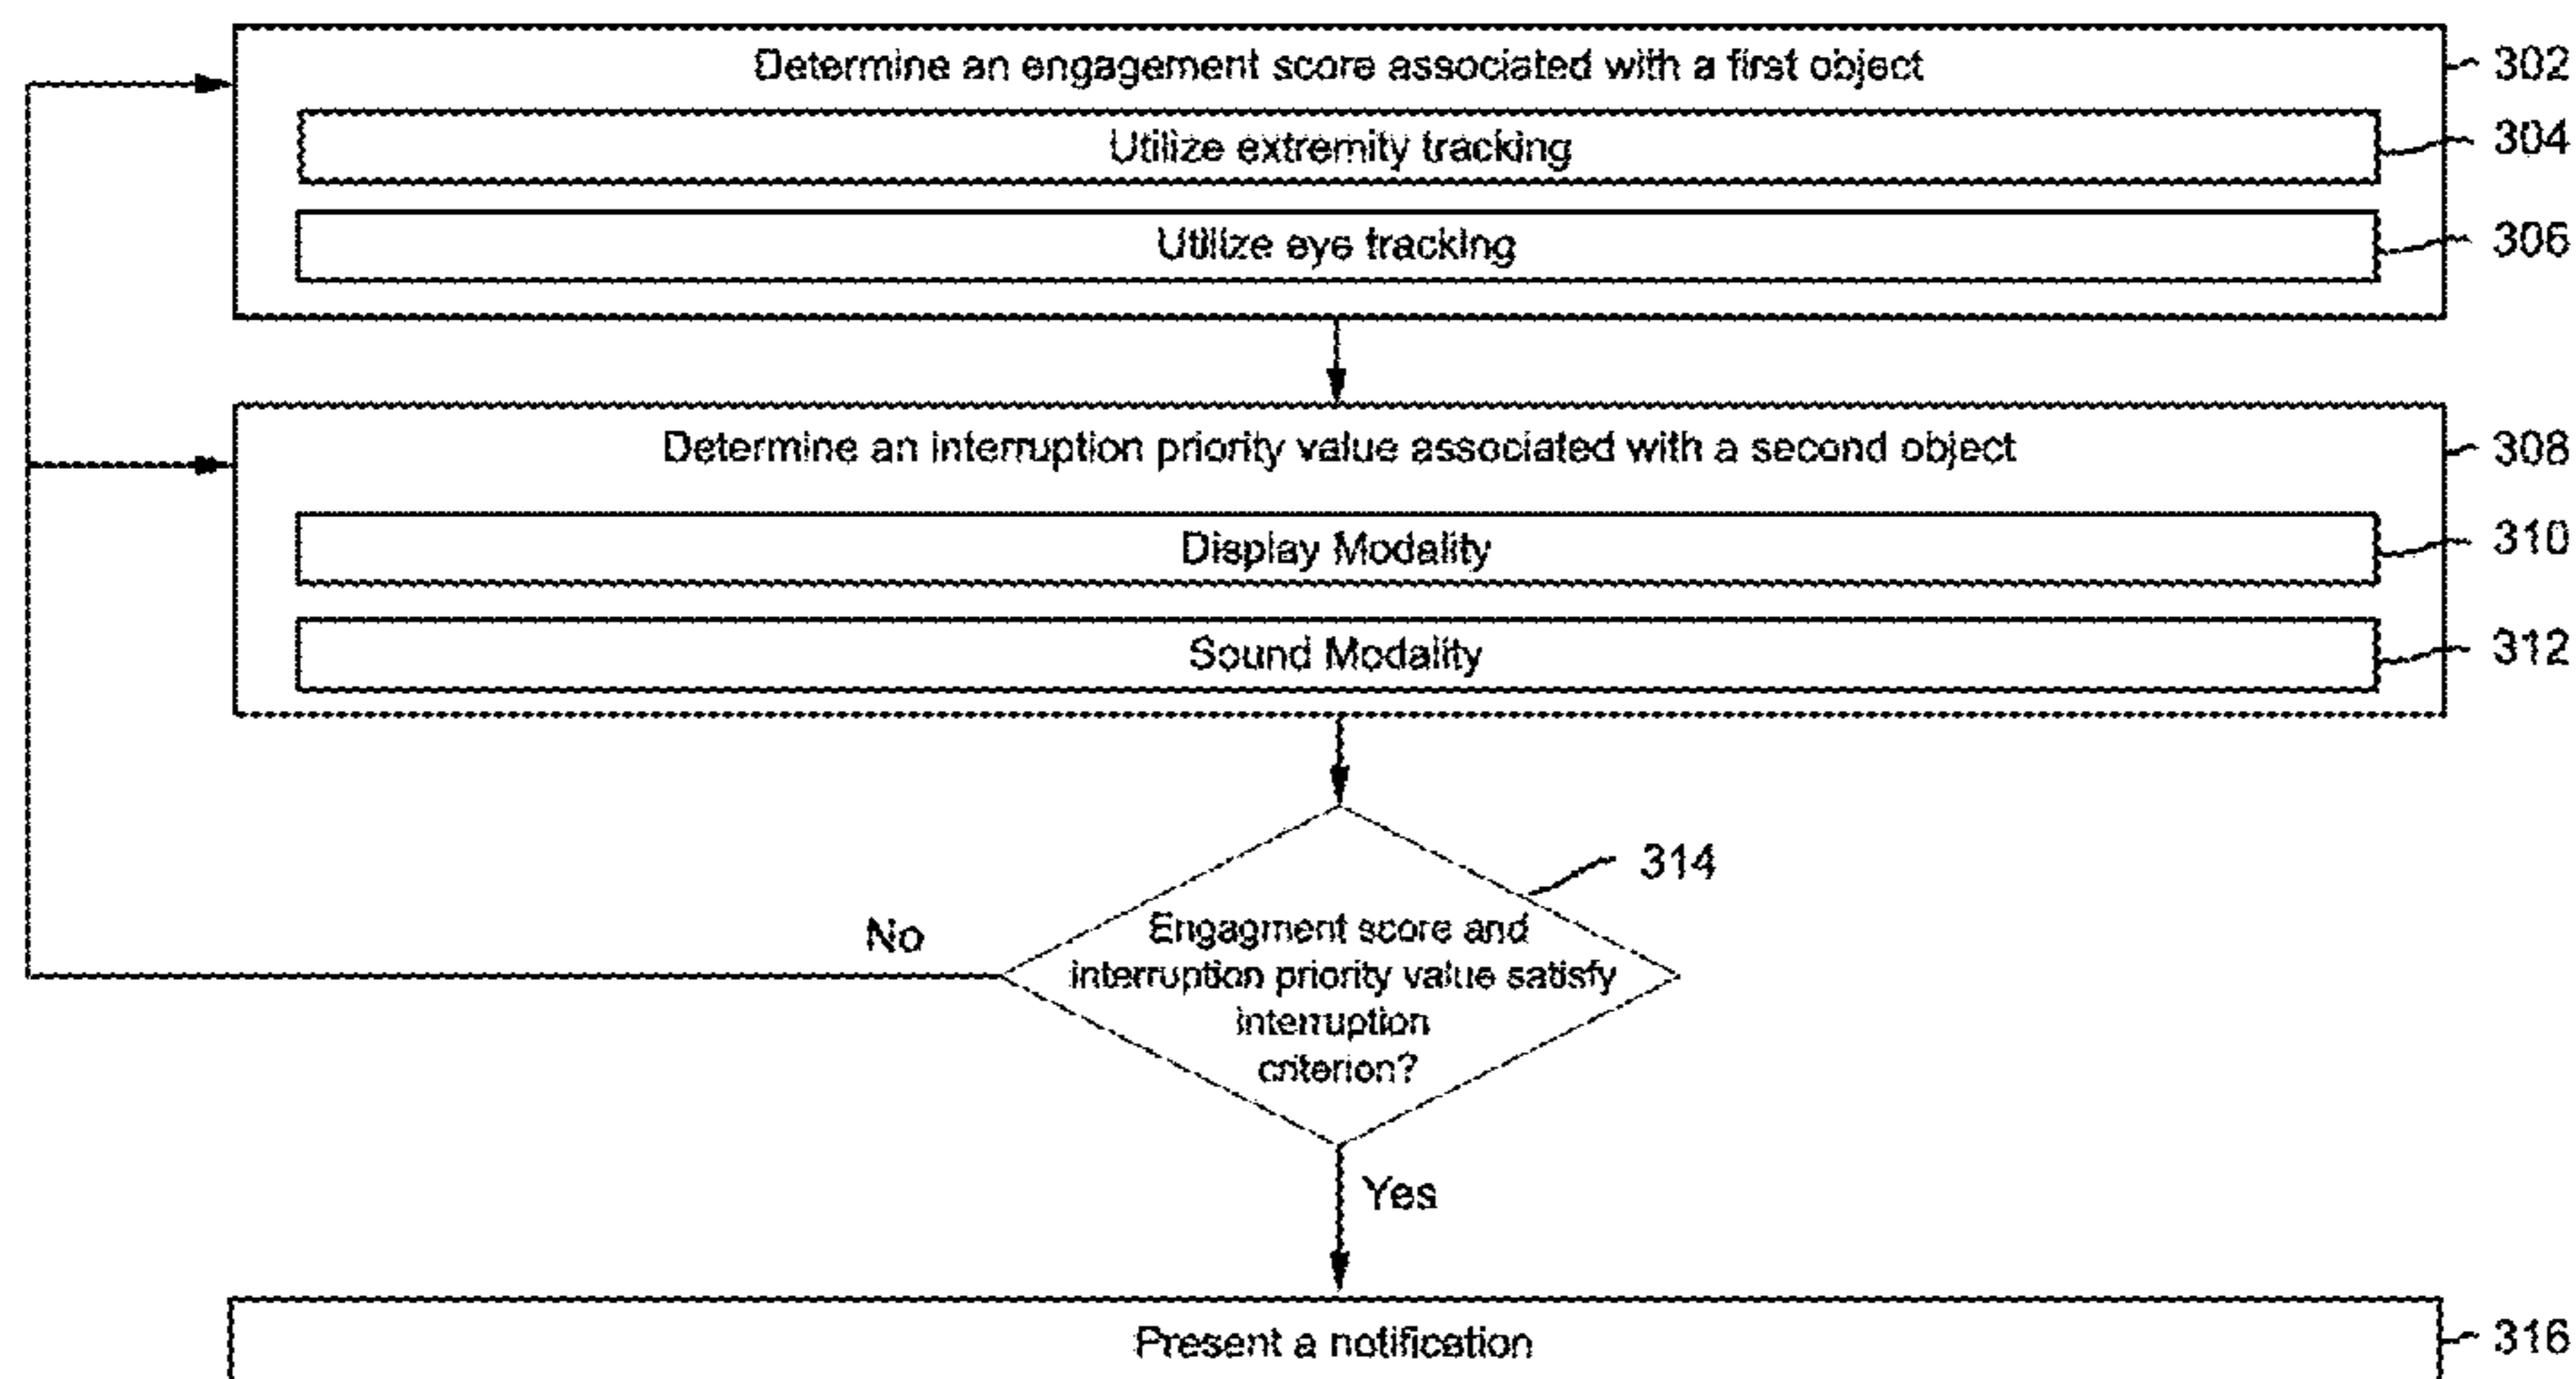 Determine an engagement score associated with a first object
302
Utilize extremity tracking
304
Utilize eye tracking
306
Determine an interruption priority value associated with a second object
308
Display Modality
310
Sound Modality
312
314
No
Engagment score and
interruption priority value satisfy
interruption
criterion?
Yes
Present a notification
316